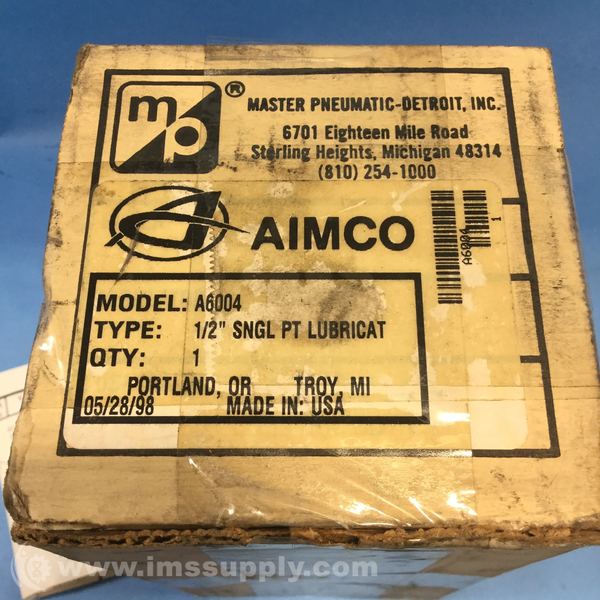 mp®
MASTER PNEUMATIC-DETROIT, INC.
6701 Eighteen Mile Road
Sterling Heights, Michigan 48314
(810) 254-1000
AIMCO
A6004 1
MODEL: A6004
TYPE: 1/2" SNGL PT LUBRICAT
QTY: 1
PORTLAND, OR TROY, MI
05/28/98 MADE IN: USA
www.imssupply.com